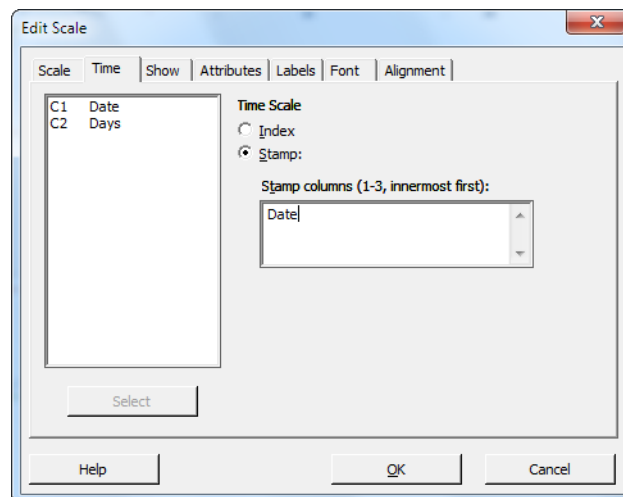 Edit Scale
Scale Time Show Attributes Labels Font Alignment
C1 Date
C2 Days
Time Scale
Index
Stamp:
Stamp columns (1-3, innermost first):
Date
Select
Help OK Cancel